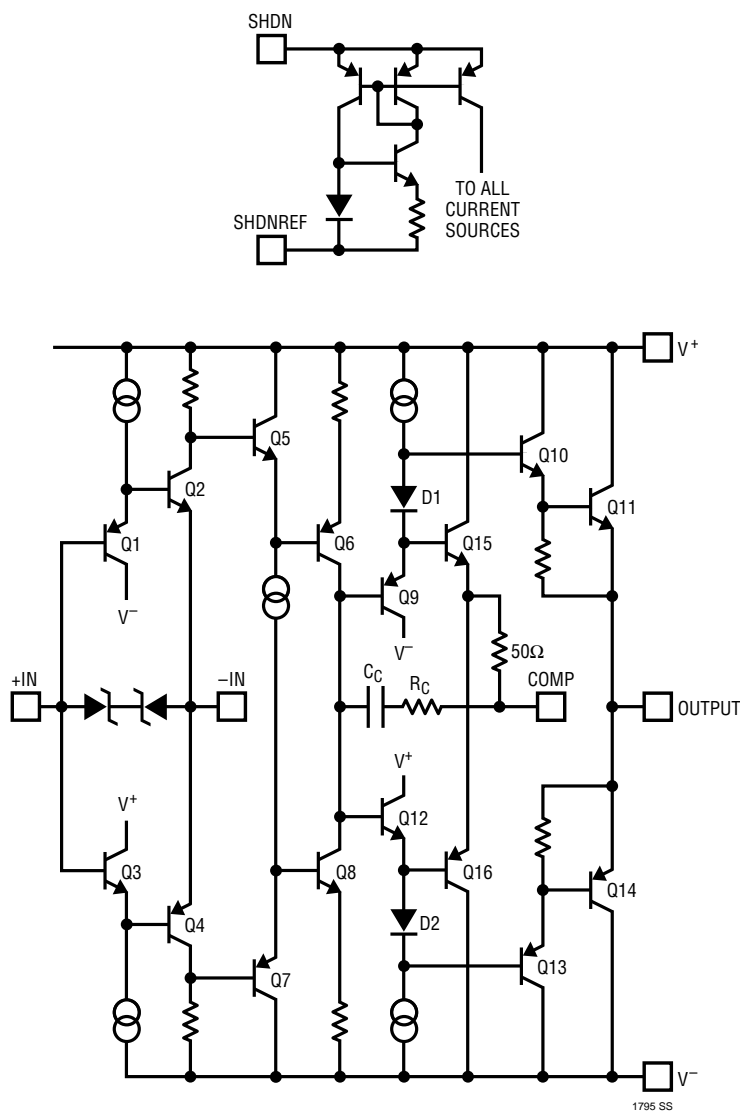 SHDN
TO ALL
CURRENT
SOURCES
SHDNREF
V+
Q5
Q10
Q2
D1
Q11
Q1
Q6
Q15
Q9
V−
V−
50Ω
CC
RC
COMP
+IN
−IN
OUTPUT
V+
V+
Q12
Q3
Q8
Q16
Q14
Q4
D2
Q7
Q13
V−
1795 SS